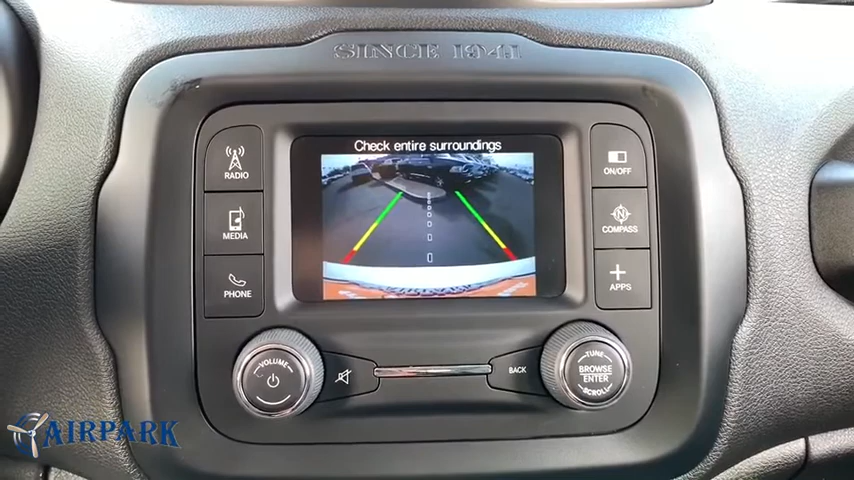 SINCE 1941
Check entire surroundings
RADIO
MEDIA
PHONE
ON/OFF
N
COMPASS
APPS
VOLUME
BACK
TUNE
BROWSE
ENTER
SCROLL
AIRPARK